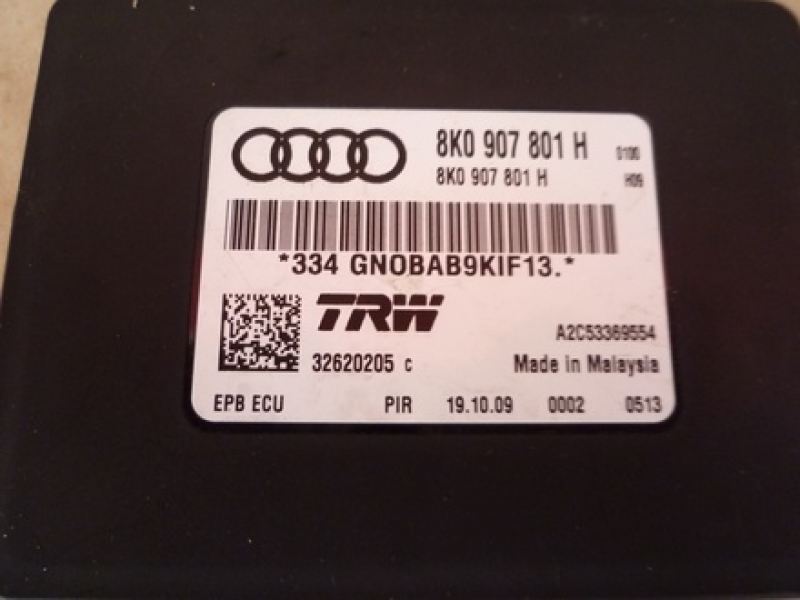 8K0 907 801 H 0100
8K0 907 801 H H09
*334 GNOBAB9KIF13.*
TRW
A2C53369554
32620205 c Made in Malaysia
EPB ECU PIR 19.10.09 0002 0513